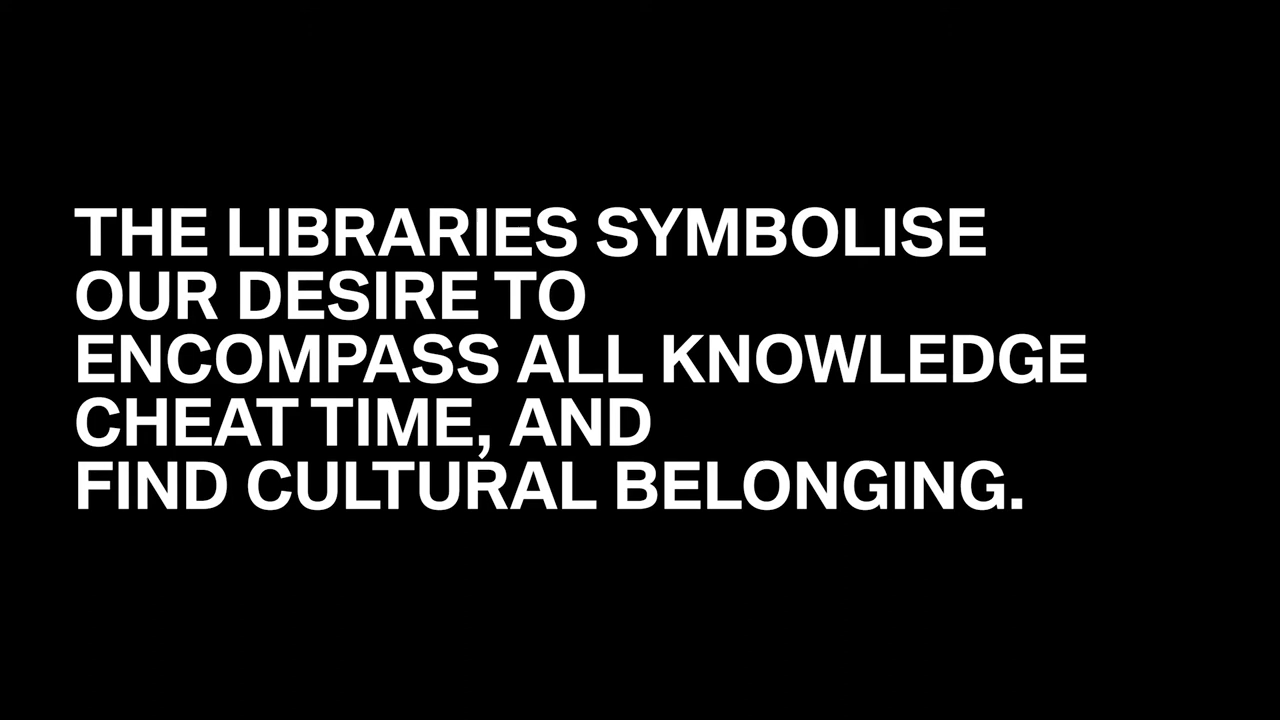 THE LIBRARIES SYMBOLISE
OUR DESIRE TO
ENCOMPASS ALL KNOWLEDGE
CHEAT TIME, AND
FIND CULTURAL BELONGING.